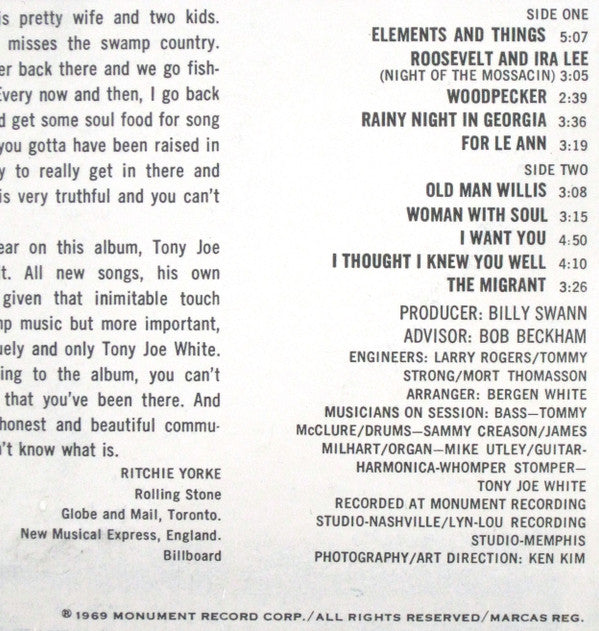 is pretty wife and two kids.
misses the swamp country.
er back there and we go fish-
Every now and then, I go back
d get some soul food for song
you gotta have been raised in
y to really get in there and
is very truthful and you can't
ear on this album, Tony Joe
t. All new songs, his own
given that inimitable touch
mp music but more important,
uely and only Tony Joe White.
ing to the album, you can't
that you've been there. And
honest and beautiful commu-
n't know what is.
RITCHIE YORKE
Rolling Stone
Globe and Mail, Toronto.
New Musical Express, England.
Billboard
SIDE ONE
ELEMENTS AND THINGS 5:07
ROOSEVELT AND IRA LEE
(NIGHT OF THE MOSSACIN) 3:05
WOODPECKER 2:39
RAINY NIGHT IN GEORGIA 3:36
FOR LE ANN 3:19
SIDE TWO
OLD MAN WILLIS 3:08
WOMAN WITH SOUL 3:15
I WANT YOU 4:50
I THOUGHT I KNEW YOU WELL 4:10
THE MIGRANT 3:26
PRODUCER: BILLY SWANN
ADVISOR: BOB BECKHAM
ENGINEERS: LARRY ROGERS/TOMMY
STRONG/MORT THOMASSON
ARRANGER: BERGEN WHITE
MUSICIANS ON SESSION: BASS—TOMMY
McCLURE/DRUMS—SAMMY CREASON/JAMES
MILHART/ORGAN—MIKE UTLEY/GUITAR-
HARMONICA-WHOMPER STOMPER—
TONY JOE WHITE
RECORDED AT MONUMENT RECORDING
STUDIO-NASHVILLE/LYN-LOU RECORDING
STUDIO-MEMPHIS
PHOTOGRAPHY/ART DIRECTION: KEN KIM
℗ 1969 MONUMENT RECORD CORP./ALL RIGHTS RESERVED/MARCAS REG.